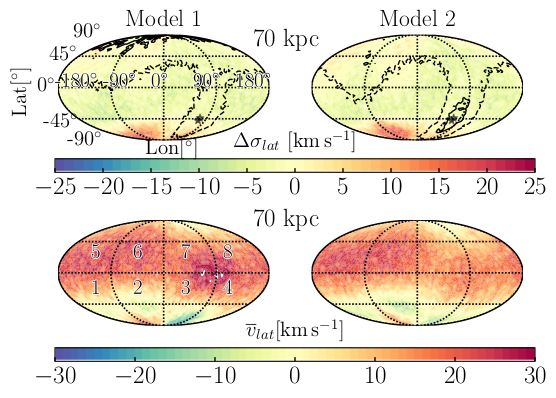 Model 1 Model 2
90° 70 kpc
45°
0° -180° -90° 0° 90° 180°
Lat[°]
-45°
-90°
Lon[°] Δσ_lat [km s⁻¹]
−25 −20 −15 −10 −5 0 5 10 15 20 25
70 kpc
5 6 7 8
1 2 3 4
v̅_lat[km s⁻¹]
−30 −20 −10 0 10 20 30